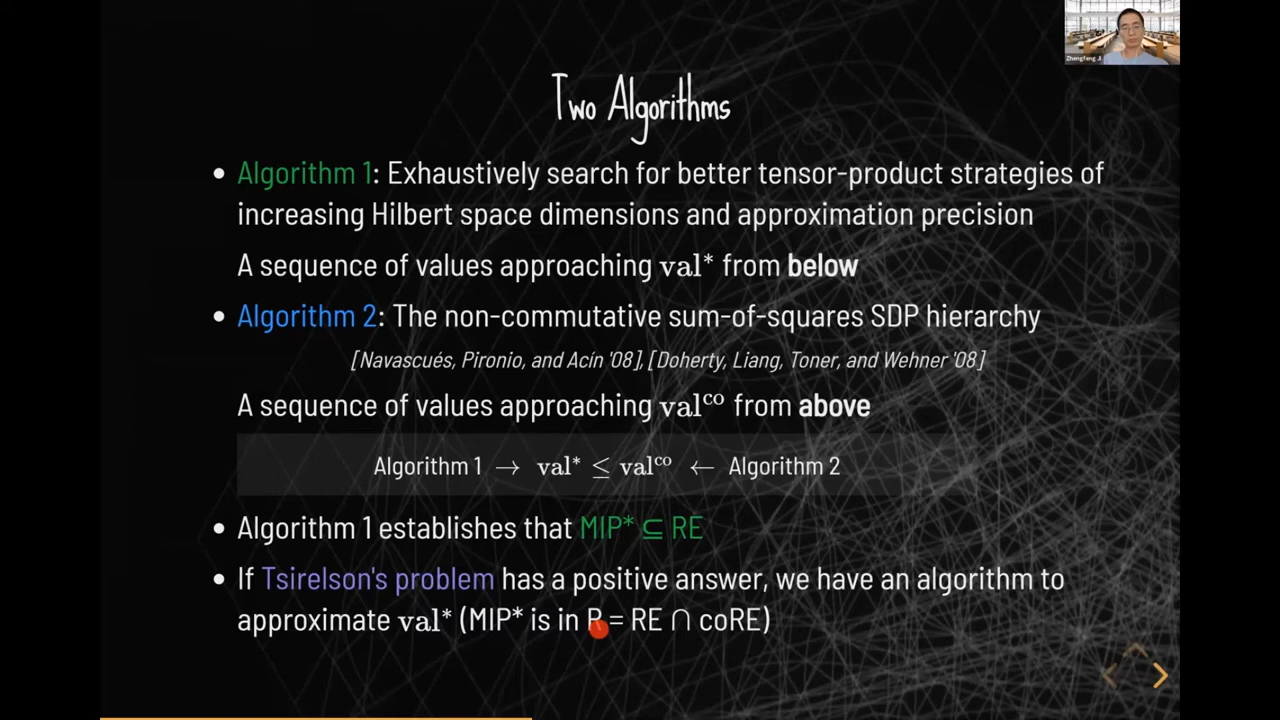 Zhengfeng Ji
Two Algorithms
• Algorithm 1: Exhaustively search for better tensor-product strategies of
increasing Hilbert space dimensions and approximation precision
A sequence of values approaching val* from below
• Algorithm 2: The non-commutative sum-of-squares SDP hierarchy
[Navascués, Pironio, and Acín '08], [Doherty, Liang, Toner, and Wehner '08]
A sequence of values approaching val^co from above
Algorithm 1 → val* ≤ val^co ← Algorithm 2
• Algorithm 1 establishes that MIP* ⊆ RE
• If Tsirelson's problem has a positive answer, we have an algorithm to
approximate val* (MIP* is in R = RE ∩ coRE)